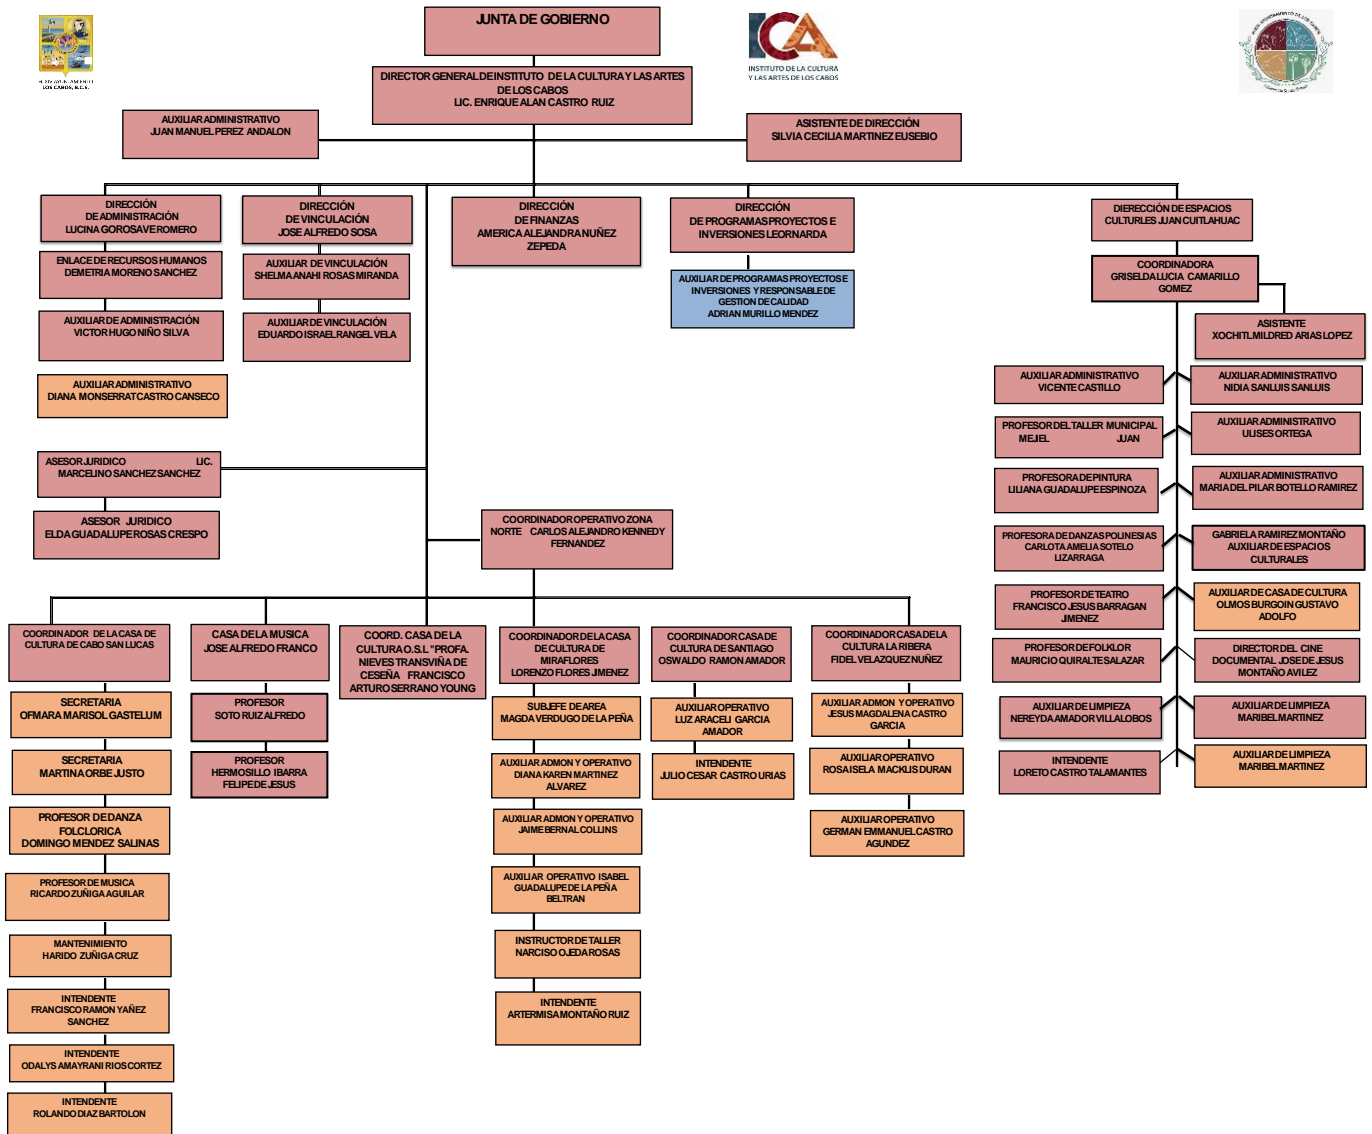 JUNTA DE GOBIERNO
LOS CABOS, B.C.S.
ICA
INSTITUTO DE LA CULTURA
Y LAS ARTES DE LOS CABOS
DIRECTOR GENERAL DE INSTITUTO DE LA CULTURA Y LAS ARTES
DE LOS CABOS
LIC. ENRIQUE ALAN CASTRO RUIZ
AUXILIAR ADMINISTRATIVO
JUAN MANUEL PEREZ ANDALON
ASISTENTE DE DIRECCIÓN
SILVIA CECILIA MARTINEZ EUSEBIO
DIRECCIÓN
DE ADMINISTRACIÓN
LUCINA GOROSAVE ROMERO
DIRECCIÓN
DE VINCULACIÓN
JOSE ALFREDO SOSA
DIRECCIÓN
DE FINANZAS
AMERICA ALEJANDRA NUÑEZ
ZEPEDA
DIRECCIÓN
DE PROGRAMAS PROYECTOS E
INVERSIONES LEORNARDA
DIERECCIÓN DE ESPACIOS
CULTURLES JUAN CUITLAHUAC
ENLACE DE RECURSOS HUMANOS
DEMETRIA MORENO SANCHEZ
AUXILIAR DE VINCULACIÓN
SHELMA ANAHI ROSAS MIRANDA
AUXILIAR DE PROGRAMAS PROYECTOS E
INVERSIONES Y RESPONSABLE DE
GESTION DE CALIDAD
ADRIAN MURILLO MENDEZ
COORDINADORA
GRISELDA LUCIA CAMARILLO
GOMEZ
AUXILIAR DE ADMINISTRACIÓN
VICTOR HUGO NIÑO SILVA
AUXILIAR DE VINCULACIÓN
EDUARDO ISRAEL RANGEL VELA
ASISTENTE
XOCHITL MILDRED ARIAS LOPEZ
AUXILIAR ADMINISTRATIVO
DIANA MONSERRAT CASTRO CANSECO
AUXILIAR ADMINISTRATIVO
VICENTE CASTILLO
AUXILIAR ADMINISTRATIVO
NIDIA SANLUIS SANLUIS
PROFESOR DEL TALLER MUNICIPAL
MEJEL JUAN
AUXILIAR ADMINISTRATIVO
ULISES ORTEGA
ASESOR JURIDICO LIC.
MARCELINO SANCHEZ SANCHEZ
PROFESORA DE PINTURA
LILIANA GUADALUPE ESPINOZA
AUXILIAR ADMINISTRATIVO
MARIA DEL PILAR BOTELLO RAMIREZ
ASESOR JURIDICO
ELDA GUADALUPE ROSAS CRESPO
COORDINADOR OPERATIVO ZONA
NORTE CARLOS ALEJANDRO KENNEDY
FERNANDEZ
PROFESORA DE DANZAS POLINESIAS
CARLOTA AMELIA SOTELO
LIZARRAGA
GABRIELA RAMIREZ MONTAÑO
AUXILIAR DE ESPACIOS
CULTURALES
PROFESOR DE TEATRO
FRANCISCO JESUS BARRAGAN
JIMENEZ
AUXILIAR DE CASA DE CULTURA
OLMOS BURGOIN GUSTAVO
ADOLFO
PROFESOR DE FOLKLOR
MAURICIO QUIRALTE SALAZAR
DIRECTOR DEL CINE
DOCUMENTAL JOSE DE JESUS
MONTAÑO AVILEZ
AUXILIAR DE LIMPIEZA
NEREYDA AMADOR VILLALOBOS
AUXILIAR DE LIMPIEZA
MARIBEL MARTINEZ
INTENDENTE
LORETO CASTRO TALAMANTES
AUXILIAR DE LIMPIEZA
MARIBEL MARTINEZ
COORDINADOR DE LA CASA DE
CULTURA DE CABO SAN LUCAS
SECRETARIA
OFMARA MARISOL GASTELUM
SECRETARIA
MARTINA ORBE JUSTO
PROFESOR DE DANZA
FOLCLORICA
DOMINGO MENDEZ SALINAS
PROFESOR DE MUSICA
RICARDO ZUÑIGA AGUILAR
MANTENIMIENTO
HARIDO ZUÑIGA CRUZ
INTENDENTE
FRANCISCO RAMON YAÑEZ
SANCHEZ
INTENDENTE
ODALYS AMAYRANI RIOS CORTEZ
INTENDENTE
ROLANDO DIAZ BARTOLON
CASA DE LA MUSICA
JOSE ALFREDO FRANCO
PROFESOR
SOTO RUIZ ALFREDO
PROFESOR
HERMOSILLO IBARRA
FELIPE DE JESUS
COORD. CASA DE LA
CULTURA O.S.L "PROFA.
NIEVES TRANSVIÑA DE
CESEÑA FRANCISCO
ARTURO SERRANO YOUNG
COORDINADOR DE LA CASA
DE CULTURA DE
MIRAFLORES
LORENZO FLORES JIMENEZ
SUBJEFE DE AREA
MAGDA VERDUGO DE LA PEÑA
AUXILIAR ADMON Y OPERATIVO
DIANA KAREN MARTINEZ
ALVAREZ
AUXILIAR ADMON Y OPERATIVO
JAIME BERNAL COLLINS
AUXILIAR OPERATIVO ISABEL
GUADALUPE DE LA PEÑA
BELTRAN
INSTRUCTOR DE TALLER
NARCISO OJEDA ROSAS
INTENDENTE
ARTERMISA MONTAÑO RUIZ
COORDINADOR CASA DE
CULTURA DE SANTIAGO
OSWALDO RAMON AMADOR
AUXILIAR OPERATIVO
LUZ ARACELI GARCIA
AMADOR
INTENDENTE
JULIO CESAR CASTRO URIAS
COORDINADOR CASA DE LA
CULTURA LA RIBERA
FIDEL VELAZQUEZ NUÑEZ
AUXILIAR ADMON Y OPERATIVO
JESUS MAGDALENA CASTRO
GARCIA
AUXILIAR OPERATIVO
ROSA ISELA MACKLIS DURAN
AUXILIAR OPERATIVO
GERMAN EMMANUEL CASTRO
AGUNDEZ